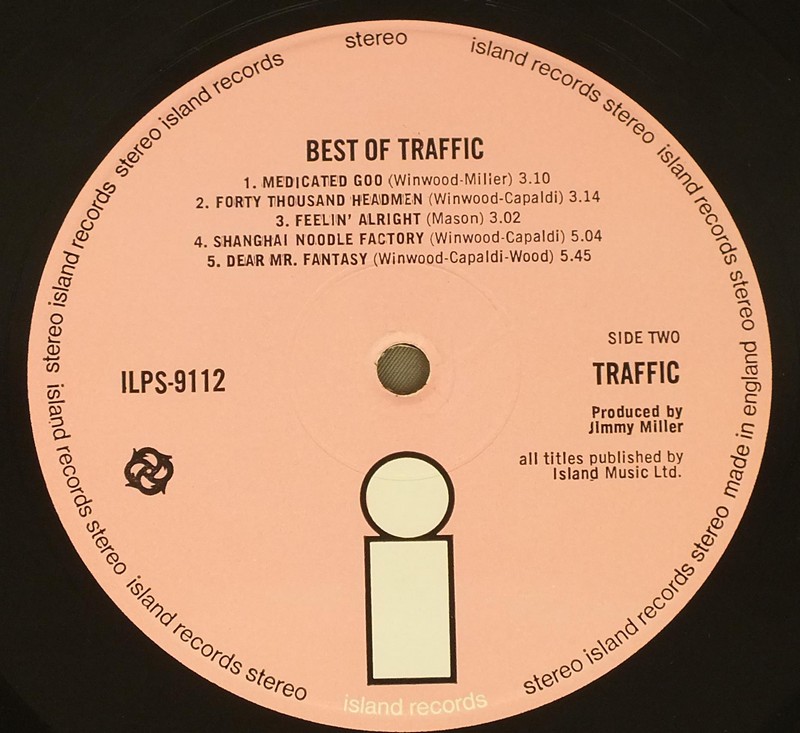 stereo
island records stereo island records stereo
made in england
stereo island records stereo
island records
island records stereo
island records stereo
stereo island records stereo island records
BEST OF TRAFFIC
1. MEDICATED GOO (Winwood-Miller) 3.10
2. FORTY THOUSAND HEADMEN (Winwood-Capaldi) 3.14
3. FEELIN' ALRIGHT (Mason) 3.02
4. SHANGHAI NOODLE FACTORY (Winwood-Capaldi) 5.04
5. DEAR MR. FANTASY (Winwood-Capaldi-Wood) 5.45
SIDE TWO
ILPS-9112
TRAFFIC
Produced by
JImmy Miller
all titles published by
Island Music Ltd.